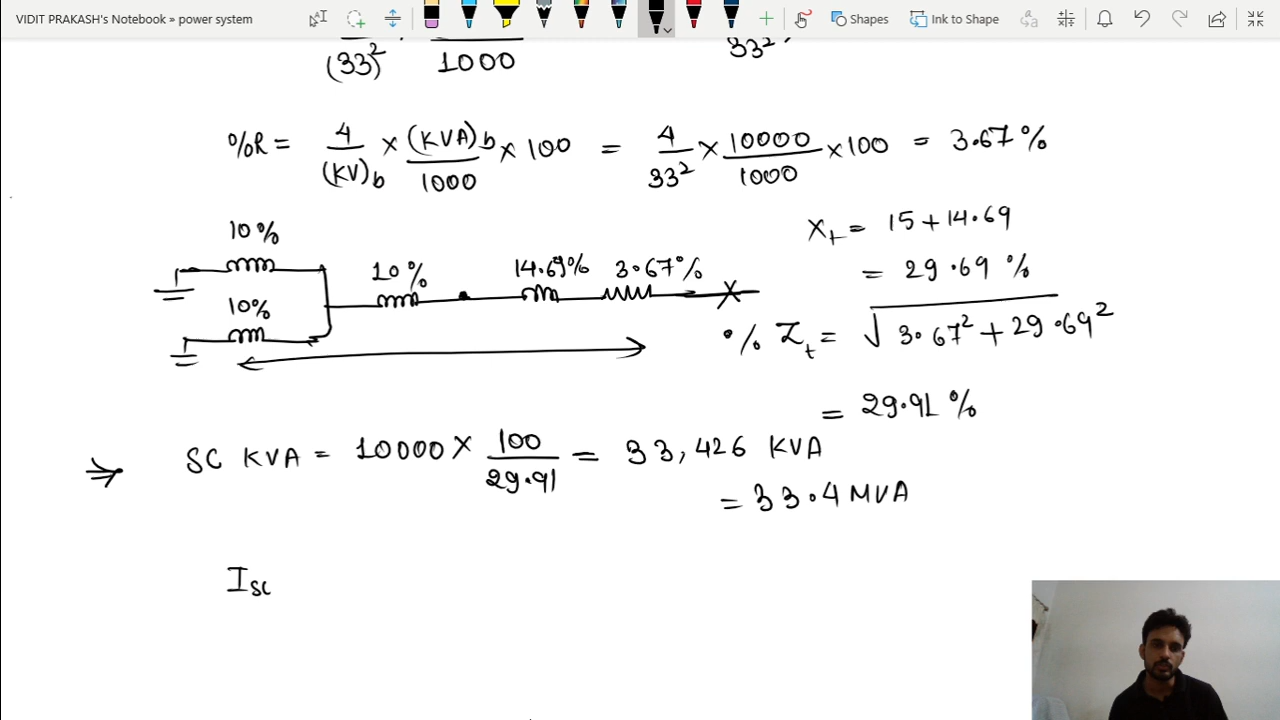 VIDIT PRAKASH's Notebook » power system
Shapes
Ink to Shape
(33)² 1000 33²
%R = 4/(KV)b × (KVA)b/1000 × 100 = 4/33² × 10000/1000 × 100 = 3.67%
10%
10%
10%
14.69% 3.67%
Xt = 15 + 14.69
= 29.69 %
% Zt = √(3.67² + 29.69²)
= 29.91 %
⇒ SC KVA = 10000 × 100/29.91 = 33,426 KVA
= 33.4 MVA
Isc